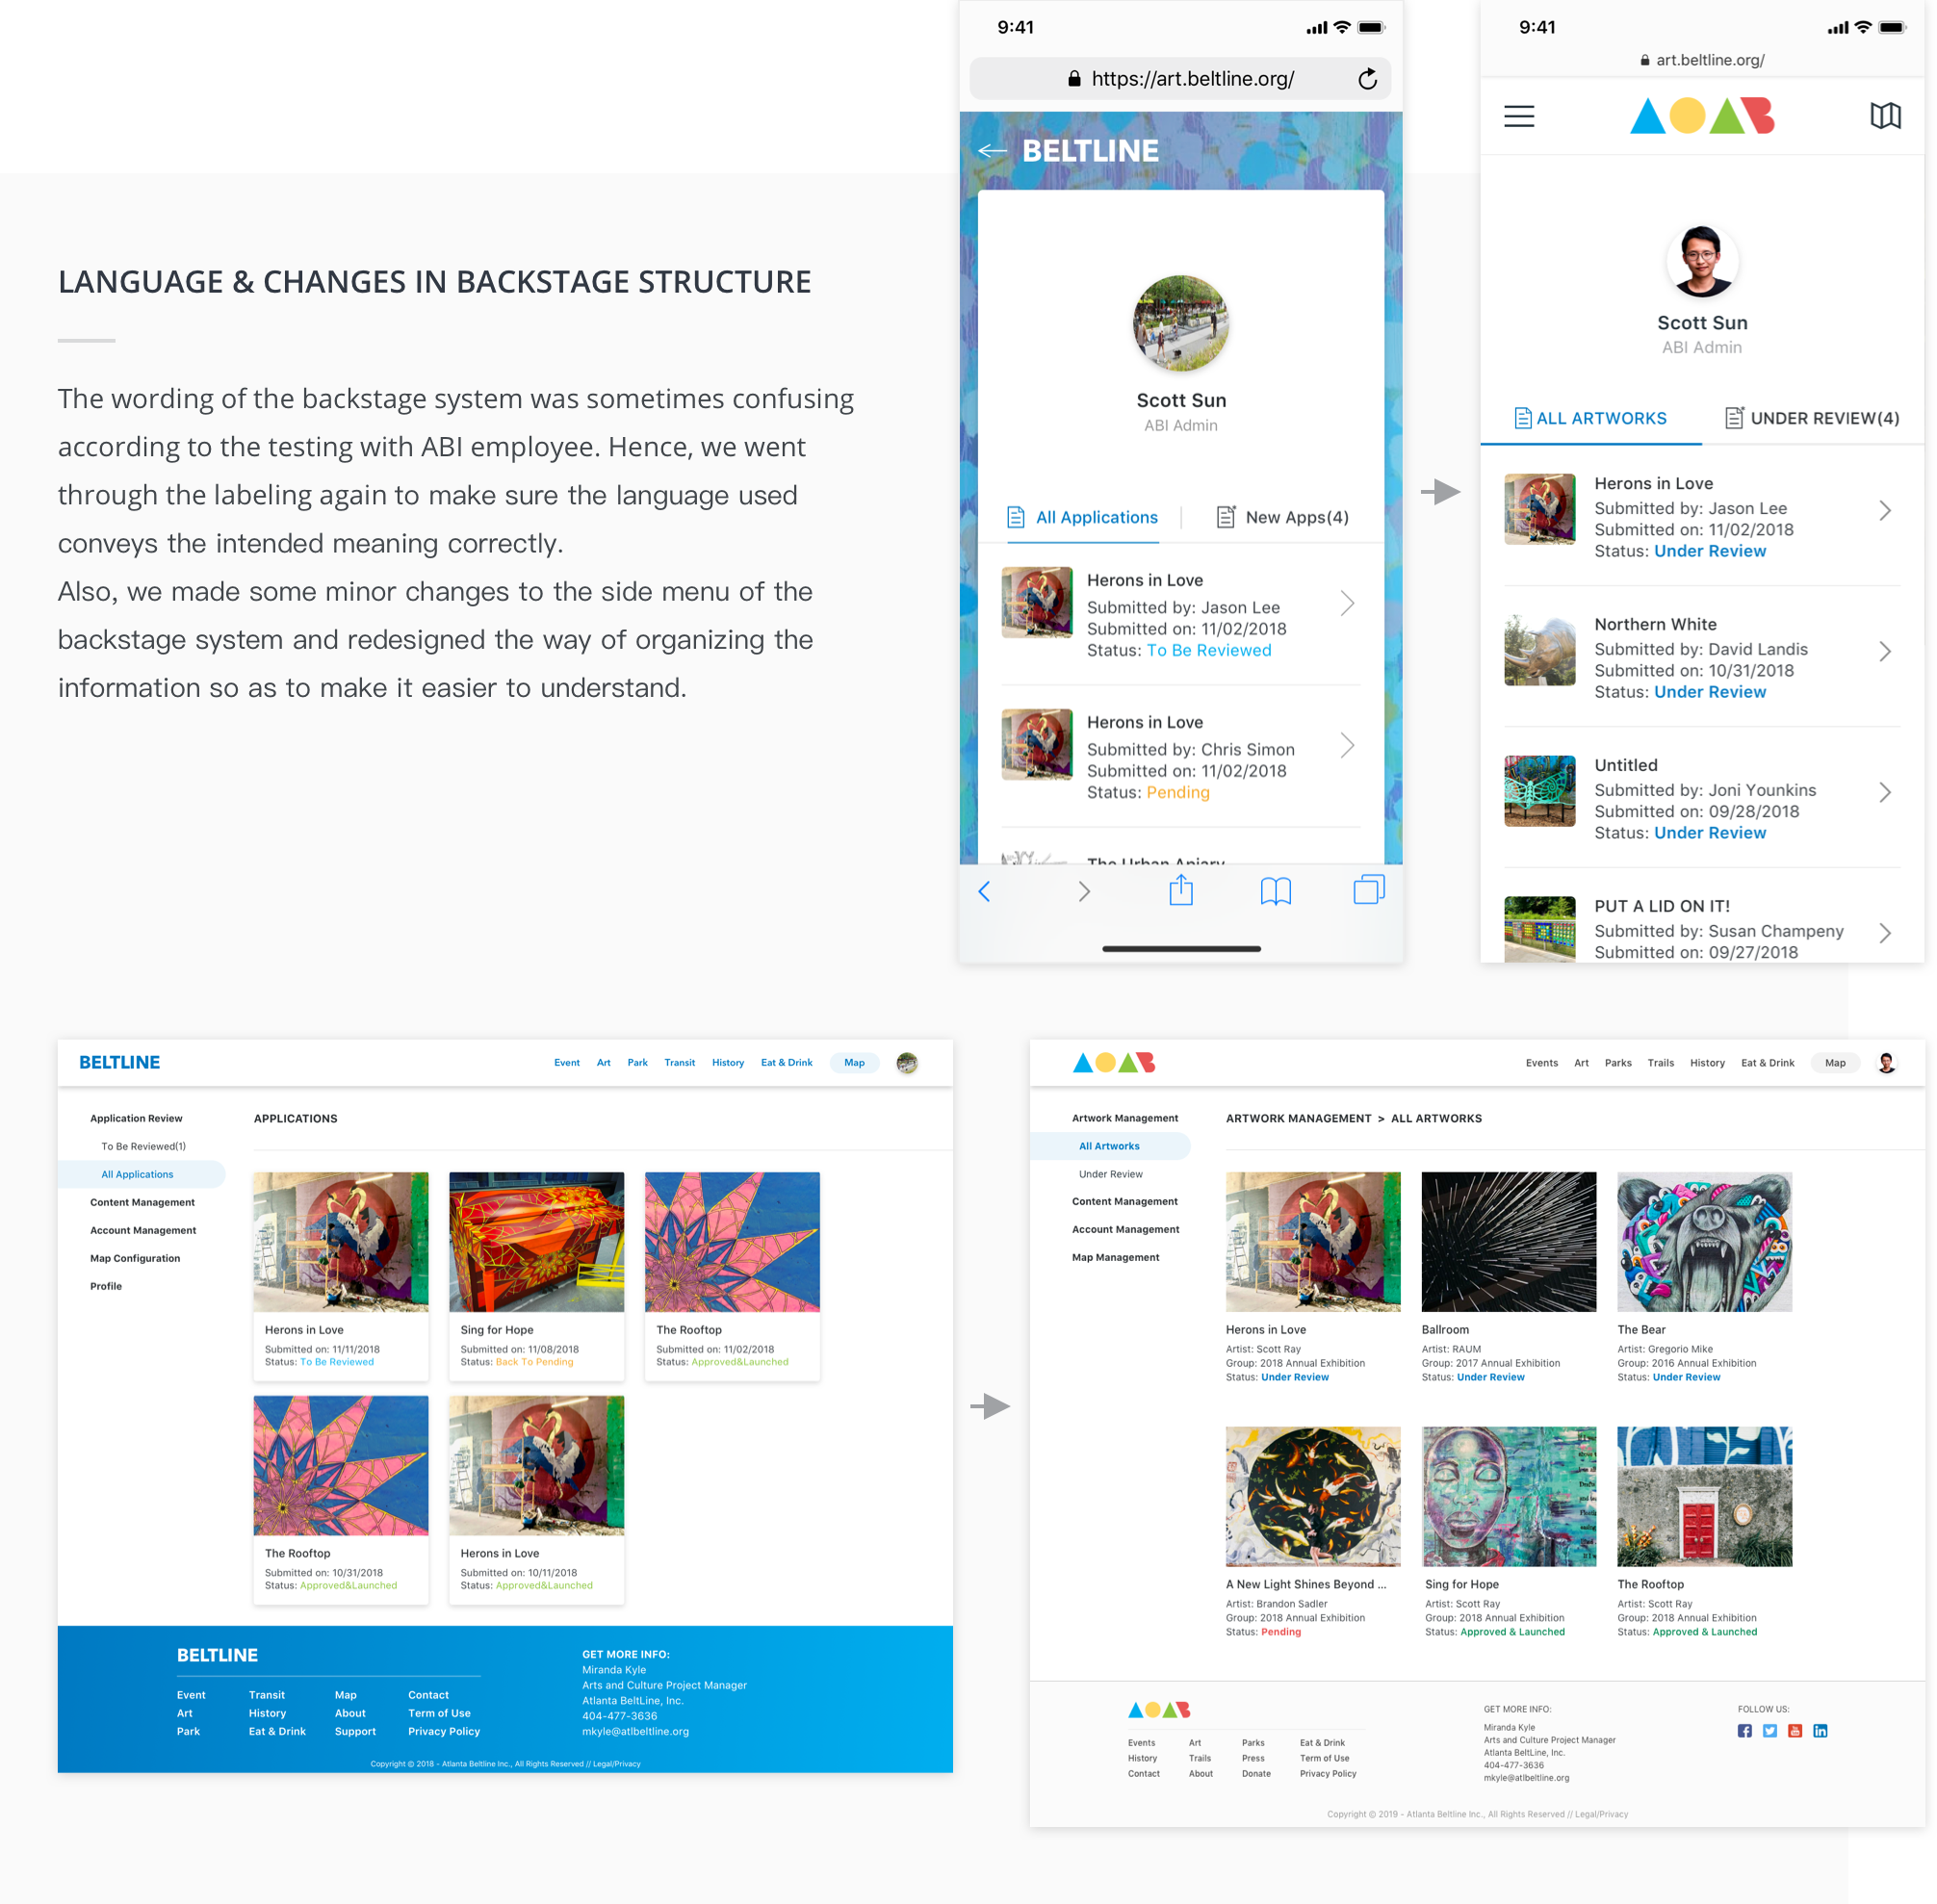 LANGUAGE & CHANGES IN BACKSTAGE STRUCTURE
The wording of the backstage system was sometimes confusing
according to the testing with ABI employee. Hence, we went
through the labeling again to make sure the language used
conveys the intended meaning correctly.
Also, we made some minor changes to the side menu of the
backstage system and redesigned the way of organizing the
information so as to make it easier to understand.
9:41
https://art.beltline.org/
BELTLINE
Scott Sun
ABI Admin
All Applications
New Apps(4)
Herons in Love
Submitted by: Jason Lee
Submitted on: 11/02/2018
Status: To Be Reviewed
Herons in Love
Submitted by: Chris Simon
Submitted on: 11/02/2018
Status: Pending
The Urban Apiary
9:41
art.beltline.org/
AOAB
Scott Sun
ABI Admin
ALL ARTWORKS
UNDER REVIEW(4)
Herons in Love
Submitted by: Jason Lee
Submitted on: 11/02/2018
Status: Under Review
Northern White
Submitted by: David Landis
Submitted on: 10/31/2018
Status: Under Review
Untitled
Submitted by: Joni Younkins
Submitted on: 09/28/2018
Status: Under Review
PUT A LID ON IT!
Submitted by: Susan Champeny
Submitted on: 09/27/2018
BELTLINE
Event Art Park Transit History Eat & Drink Map
Application Review
To Be Reviewed(1)
All Applications
Content Management
Account Management
Map Configuration
Profile
APPLICATIONS
Herons in Love
Submitted on: 11/11/2018
Status: To Be Reviewed
Sing for Hope
Submitted on: 11/08/2018
Status: Back To Pending
The Rooftop
Submitted on: 11/02/2018
Status: Approved&Launched
The Rooftop
Submitted on: 10/31/2018
Status: Approved&Launched
Herons in Love
Submitted on: 10/11/2018
Status: Approved&Launched
BELTLINE
Event Transit Map Contact
Art History About Term of Use
Park Eat & Drink Support Privacy Policy
GET MORE INFO:
Miranda Kyle
Arts and Culture Project Manager
Atlanta BeltLine, Inc.
404-477-3636
mkyle@atlbeltline.org
Copyright © 2018 - Atlanta Beltline Inc., All Rights Reserved // Legal/Privacy
AOAB
Events Art Parks Trails History Eat & Drink Map
Artwork Management
All Artworks
Under Review
Content Management
Account Management
Map Management
ARTWORK MANAGEMENT > ALL ARTWORKS
Herons in Love
Artist: Scott Ray
Group: 2018 Annual Exhibition
Status: Under Review
Ballroom
Artist: RAUM
Group: 2017 Annual Exhibition
Status: Under Review
The Bear
Artist: Gregorio Mike
Group: 2016 Annual Exhibition
Status: Under Review
A New Light Shines Beyond ...
Artist: Brandon Sadler
Group: 2018 Annual Exhibition
Status: Pending
Sing for Hope
Artist: Scott Ray
Group: 2018 Annual Exhibition
Status: Approved & Launched
The Rooftop
Artist: Scott Ray
Group: 2018 Annual Exhibition
Status: Approved & Launched
AOAB
Events Art Parks Eat & Drink
History Trails Press Term of Use
Contact About Donate Privacy Policy
GET MORE INFO:
Miranda Kyle
Arts and Culture Project Manager
Atlanta BeltLine, Inc.
404-477-3636
mkyle@atlbeltline.org
FOLLOW US:
Copyright © 2019 - Atlanta Beltline Inc., All Rights Reserved // Legal/Privacy